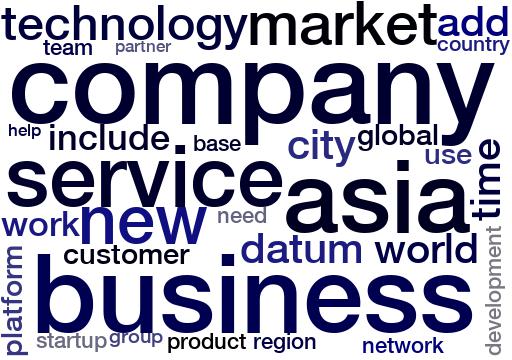 technology market add
team partner country
company
help include base city global
service use
asia time
work new need
customer datum world
platform development
business
startup group product region network